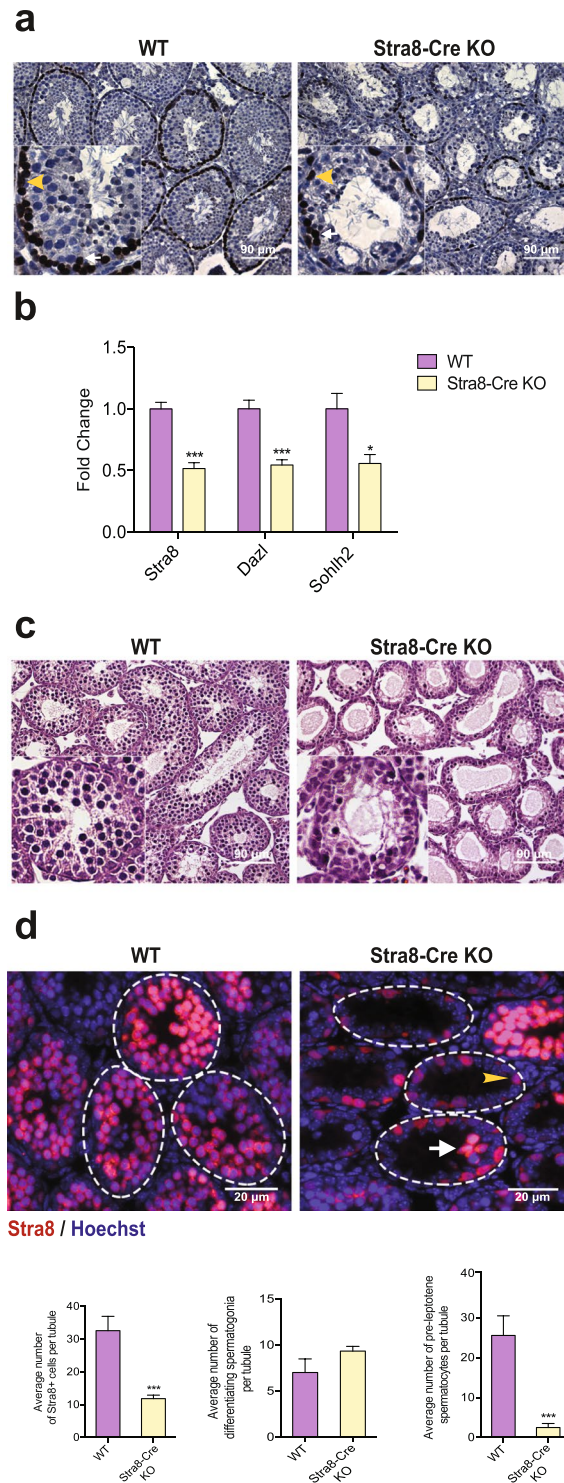 a
WT
Stra8-Cre KO
90 µm
90 µm
b
WT
Stra8-Cre KO
Fold Change
1.5
1.0
0.5
0.0
***
***
*
Stra8
Dazl
Sohlh2
c
WT
Stra8-Cre KO
90 µm
90 µm
d
WT
Stra8-Cre KO
20 µm
20 µm
Stra8 / Hoechst
Average number
of Stra8+ cells per tubule
40
30
20
10
0
***
WT
Stra8-Cre
KO
Average number of
differentiating spermatogonia
per tubule
15
10
5
0
WT
Stra8-Cre
KO
Average number of pre-leptotene
spermatocytes per tubule
40
30
20
10
0
***
WT
Stra8-Cre
KO